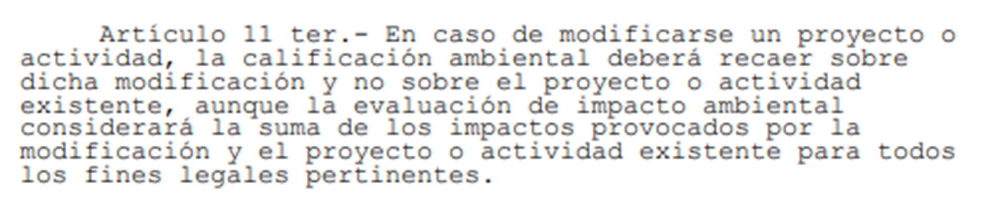 Artículo 11 ter.- En caso de modificarse un proyecto o
actividad, la calificación ambiental deberá recaer sobre
dicha modificación y no sobre el proyecto o actividad
existente, aunque la evaluación de impacto ambiental
considerará la suma de los impactos provocados por la
modificación y el proyecto o actividad existente para todos
los fines legales pertinentes.